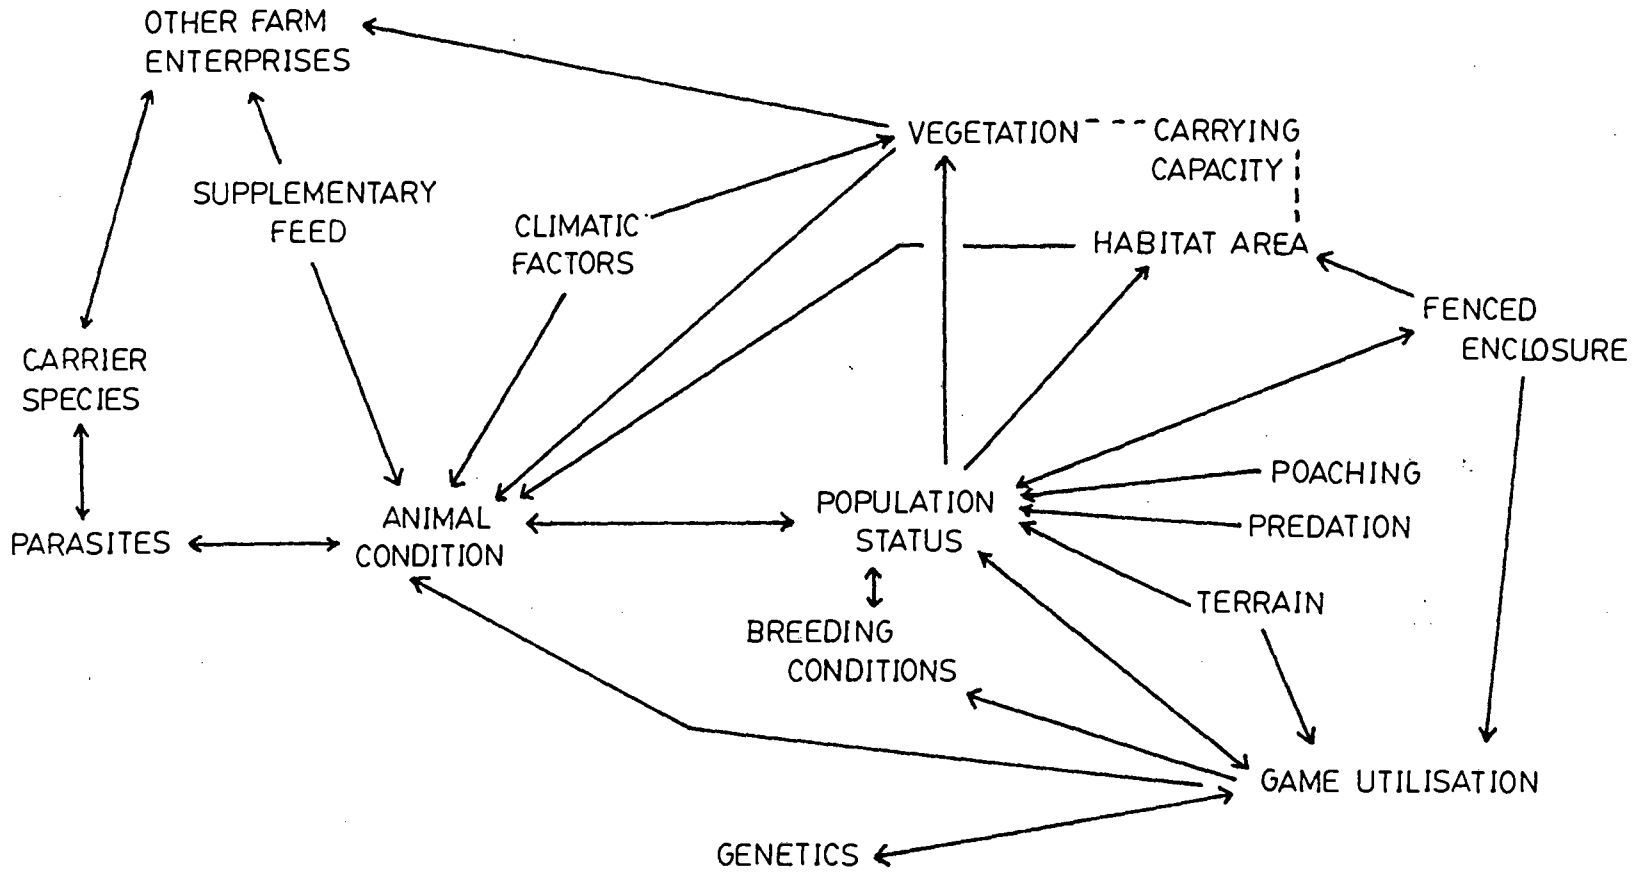 OTHER FARM
ENTERPRISES
VEGETATION
CARRYING
CAPACITY
SUPPLEMENTARY
FEED
CLIMATIC
FACTORS
HABITAT AREA
FENCED
ENCLOSURE
CARRIER
SPECIES
POACHING
POPULATION
STATUS
ANIMAL
CONDITION
PREDATION
PARASITES
TERRAIN
BREEDING
CONDITIONS
GAME UTILISATION
GENETICS